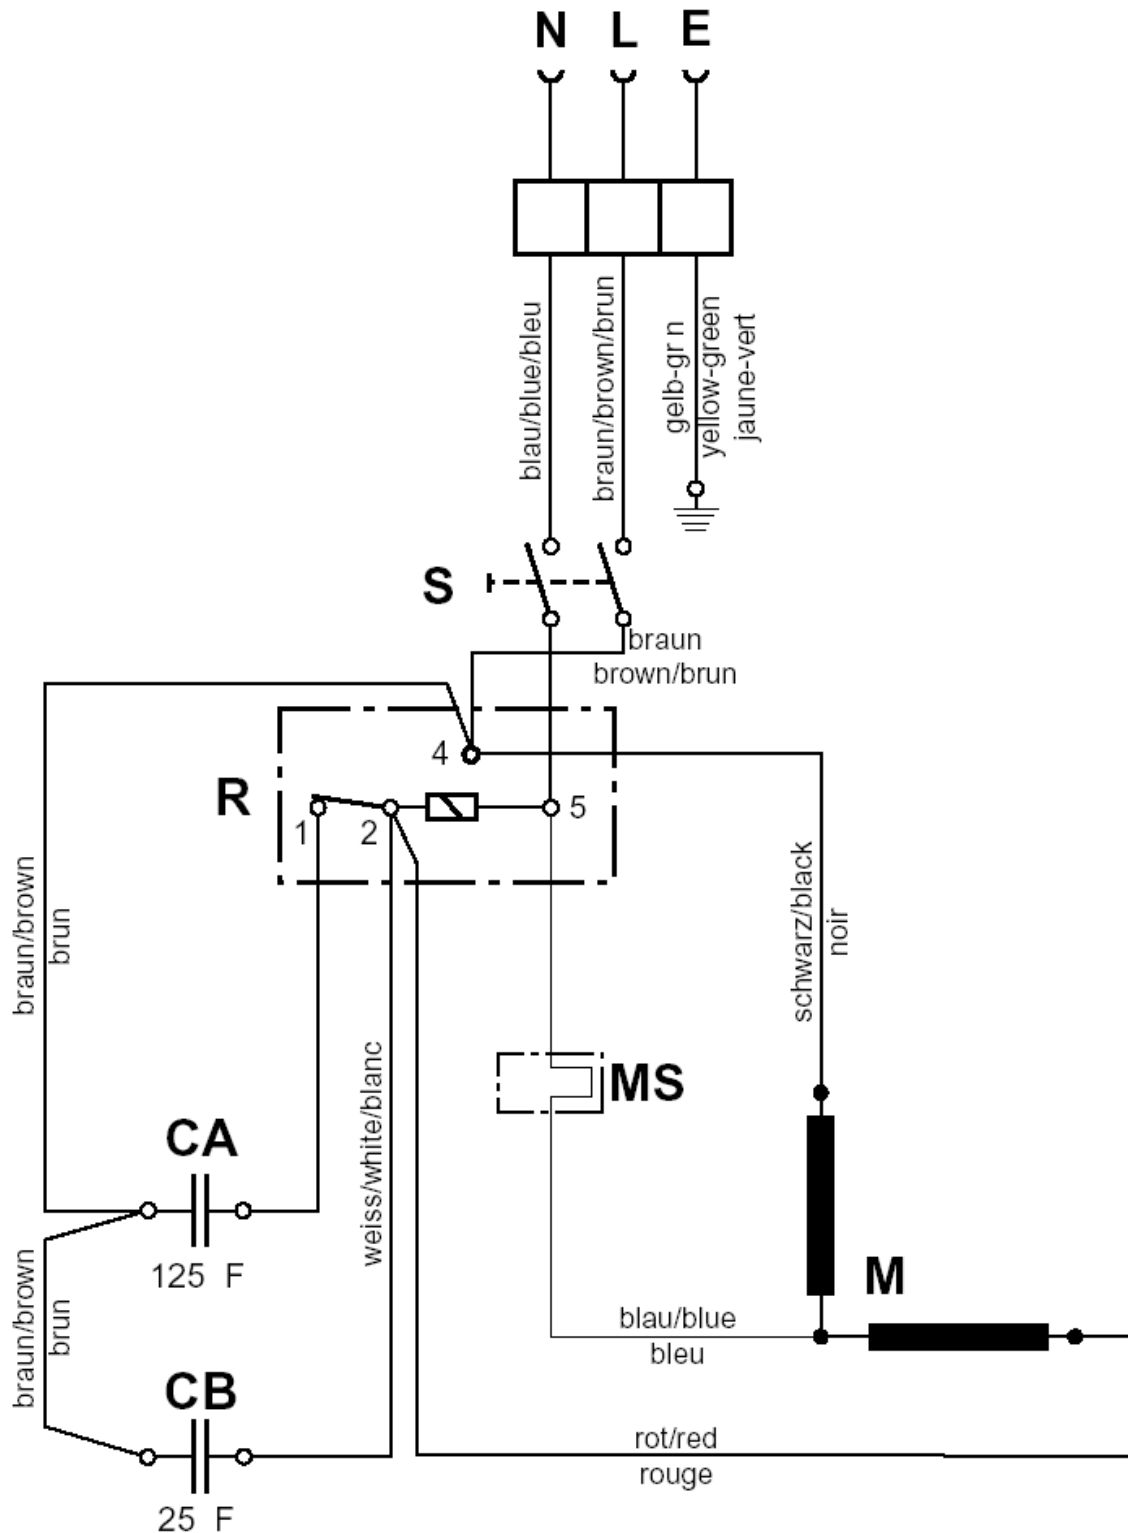 N L E
blau/blue/bleu
braun/brown/brun
gelb-gr n
yellow-green
jaune-vert
S
braun
brown/brun
4
R
1
2
5
braun/brown
brun
schwarz/black
noir
weiss/white/blanc
MS
CA
125 F
M
blau/blue
bleu
braun/brown
brun
CB
25 F
rot/red
rouge